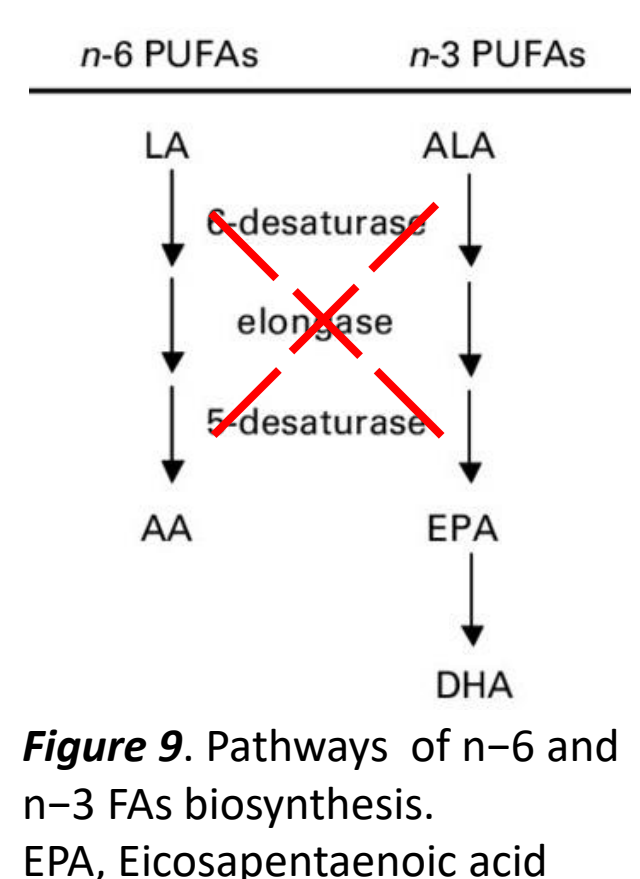 n-6 PUFAs n-3 PUFAs
LA ALA
6-desaturase
elongase
5-desaturase
AA EPA
DHA
Figure 9. Pathways of n−6 and
n−3 FAs biosynthesis.
EPA, Eicosapentaenoic acid